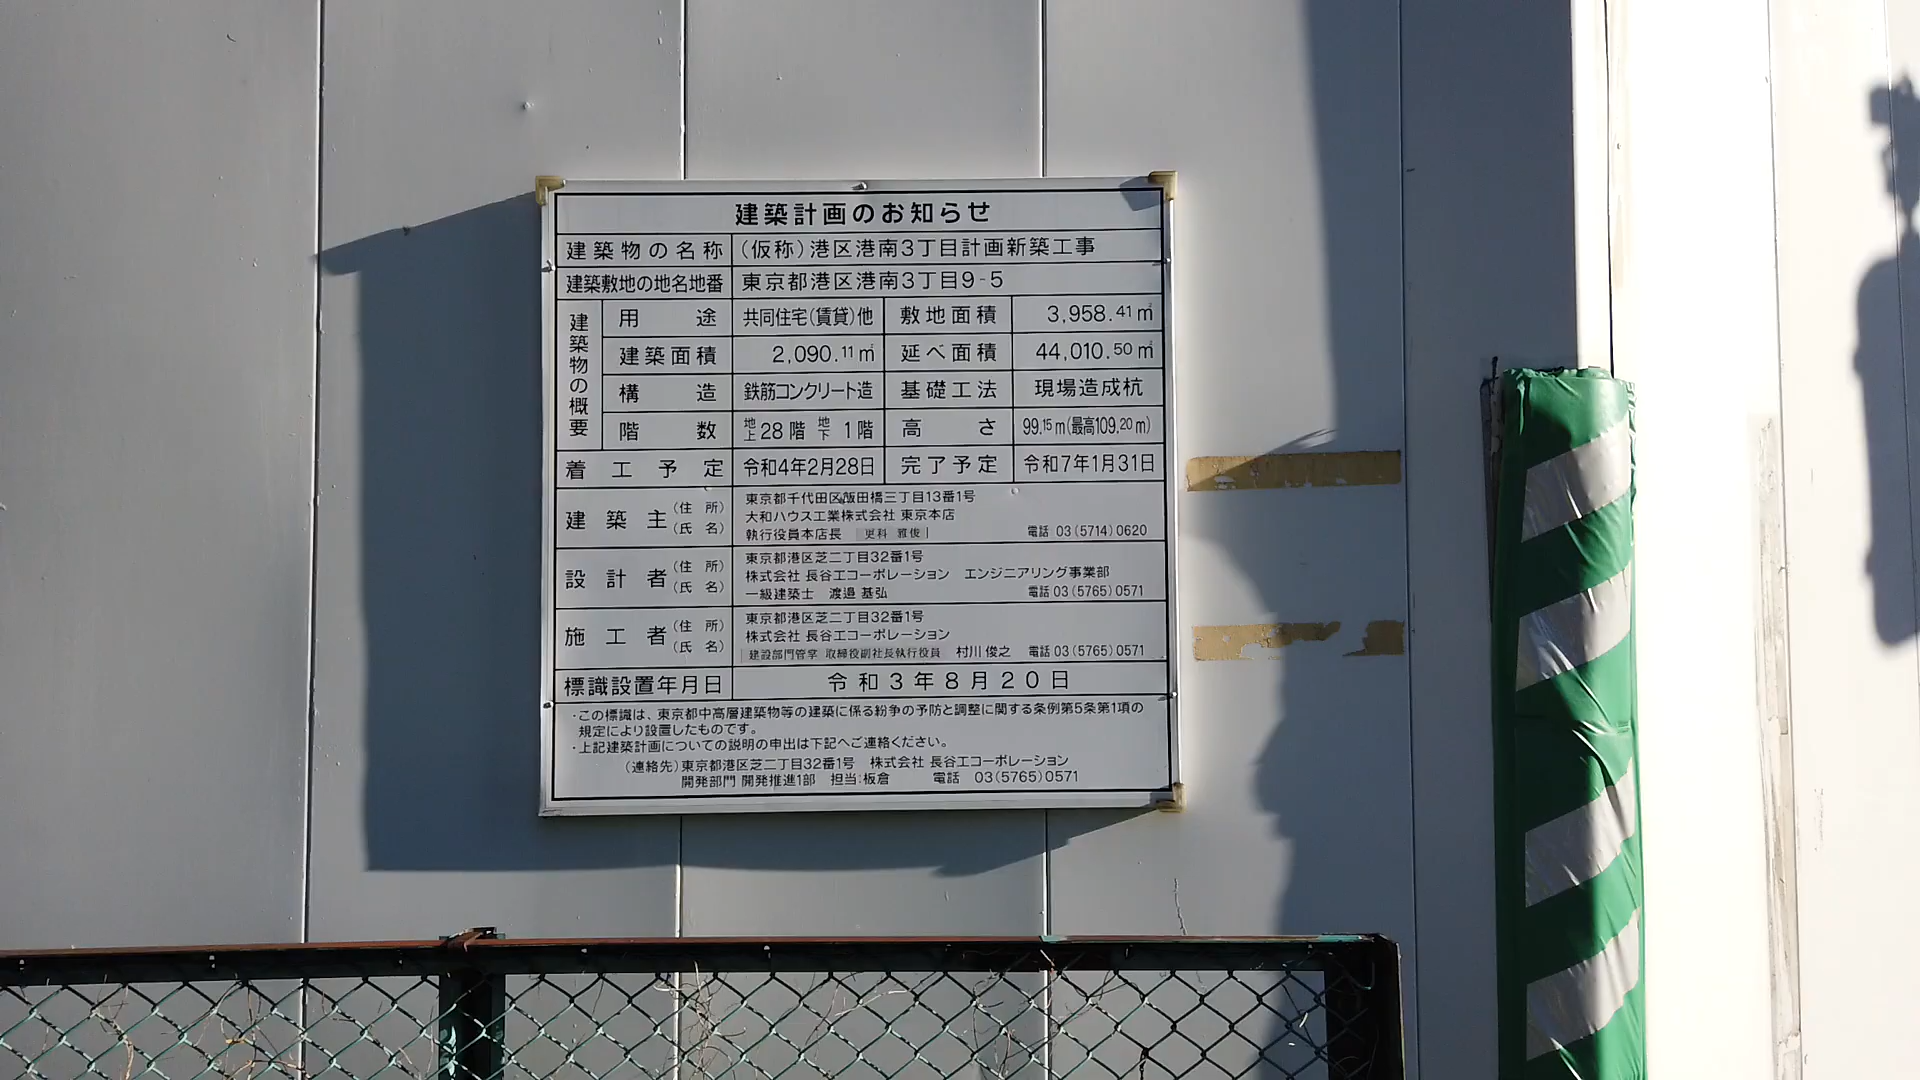 建築計画のお知らせ
建築物の名称 (仮称)港区港南3丁目計画新築工事
建築敷地の地名地番 東京都港区港南3丁目9-5
建築物の概要
用途 共同住宅(賃貸)他 敷地面積 3,958.41㎡
建築面積 2,090.11㎡ 延べ面積 44,010.50㎡
構造 鉄筋コンクリート造 基礎工法 現場造成杭
階数 地上28階 地下1階 高さ 99.15m(最高109.20m)
着工予定 令和4年2月28日 完了予定 令和7年1月31日
建築主(住所)(氏名)
東京都千代田区飯田橋三丁目13番1号
大和ハウス工業株式会社 東京本店
執行役員本店長 更科 雅俊 電話 03(5714)0620
設計者(住所)(氏名)
東京都港区芝二丁目32番1号
株式会社 長谷工コーポレーション エンジニアリング事業部
一級建築士 渡邉 基弘 電話 03(5765)0571
施工者(住所)(氏名)
東京都港区芝二丁目32番1号
株式会社 長谷工コーポレーション
建設部門管掌 取締役副社長執行役員 村川 俊之 電話 03(5765)0571
標識設置年月日 令和3年8月20日
・この標識は、東京都中高層建築物等の建築に係る紛争の予防と調整に関する条例第5条第1項の
規定により設置したものです。
・上記建築計画についての説明の申出は下記へご連絡ください。
(連絡先)東京都港区芝二丁目32番1号 株式会社 長谷工コーポレーション
開発部門 開発推進1部 担当:板倉 電話 03(5765)0571